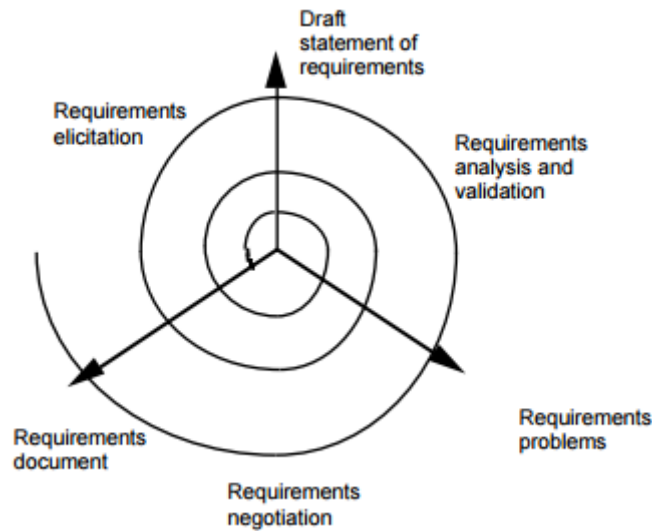 Draft
statement of
requirements
Requirements
elicitation
Requirements
analysis and
validation
Requirements
problems
Requirements
document
Requirements
negotiation